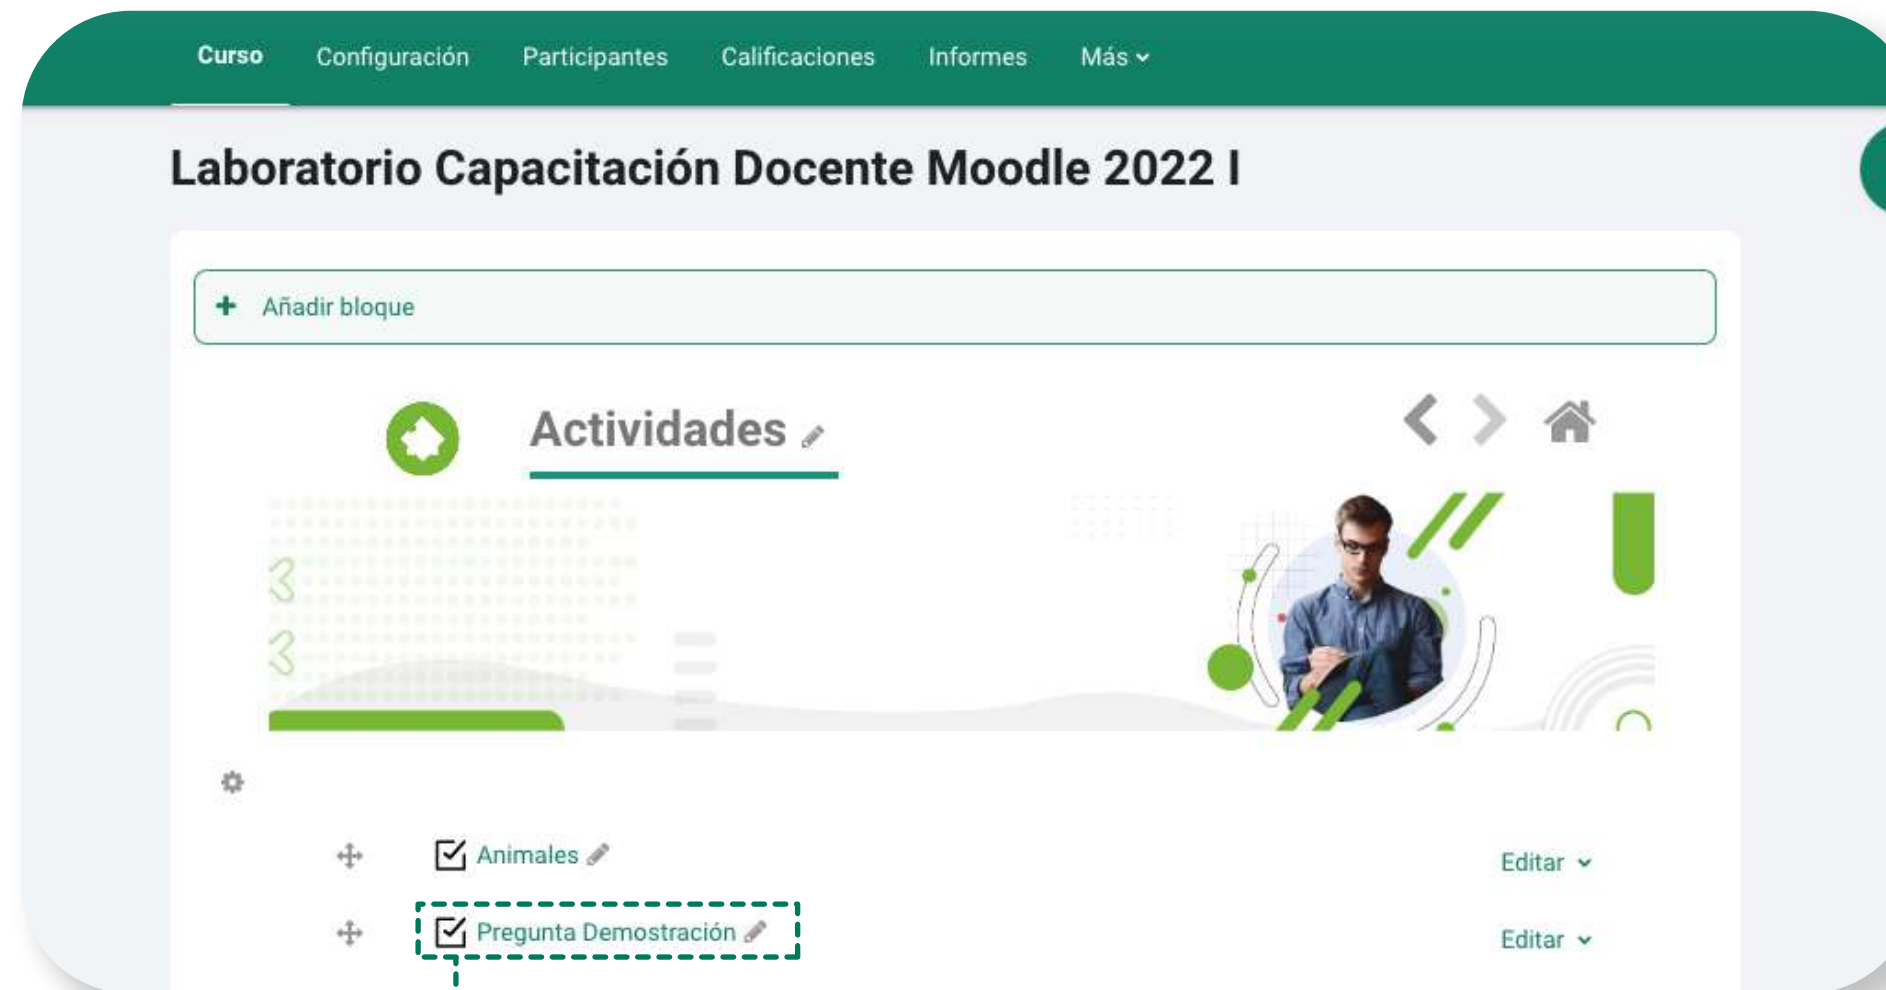 Curso Configuración Participantes Calificaciones Informes Más
Laboratorio Capacitación Docente Moodle 2022 I
+ Añadir bloque
Actividades
Animales
Editar
Pregunta Demostración
Editar